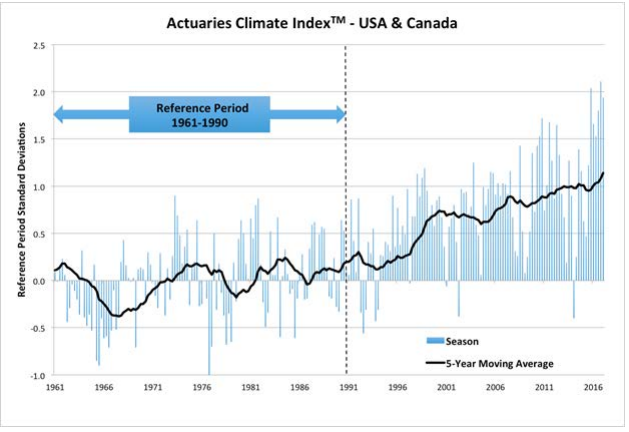 Actuaries Climate Index™ - USA & Canada
2.5
2.0
1.5
1.0
0.5
0.0
-0.5
-1.0
Reference Period Standard Deviations
Reference Period
1961-1990
Season
5-Year Moving Average
1961 1966 1971 1976 1981 1986 1991 1996 2001 2006 2011 2016